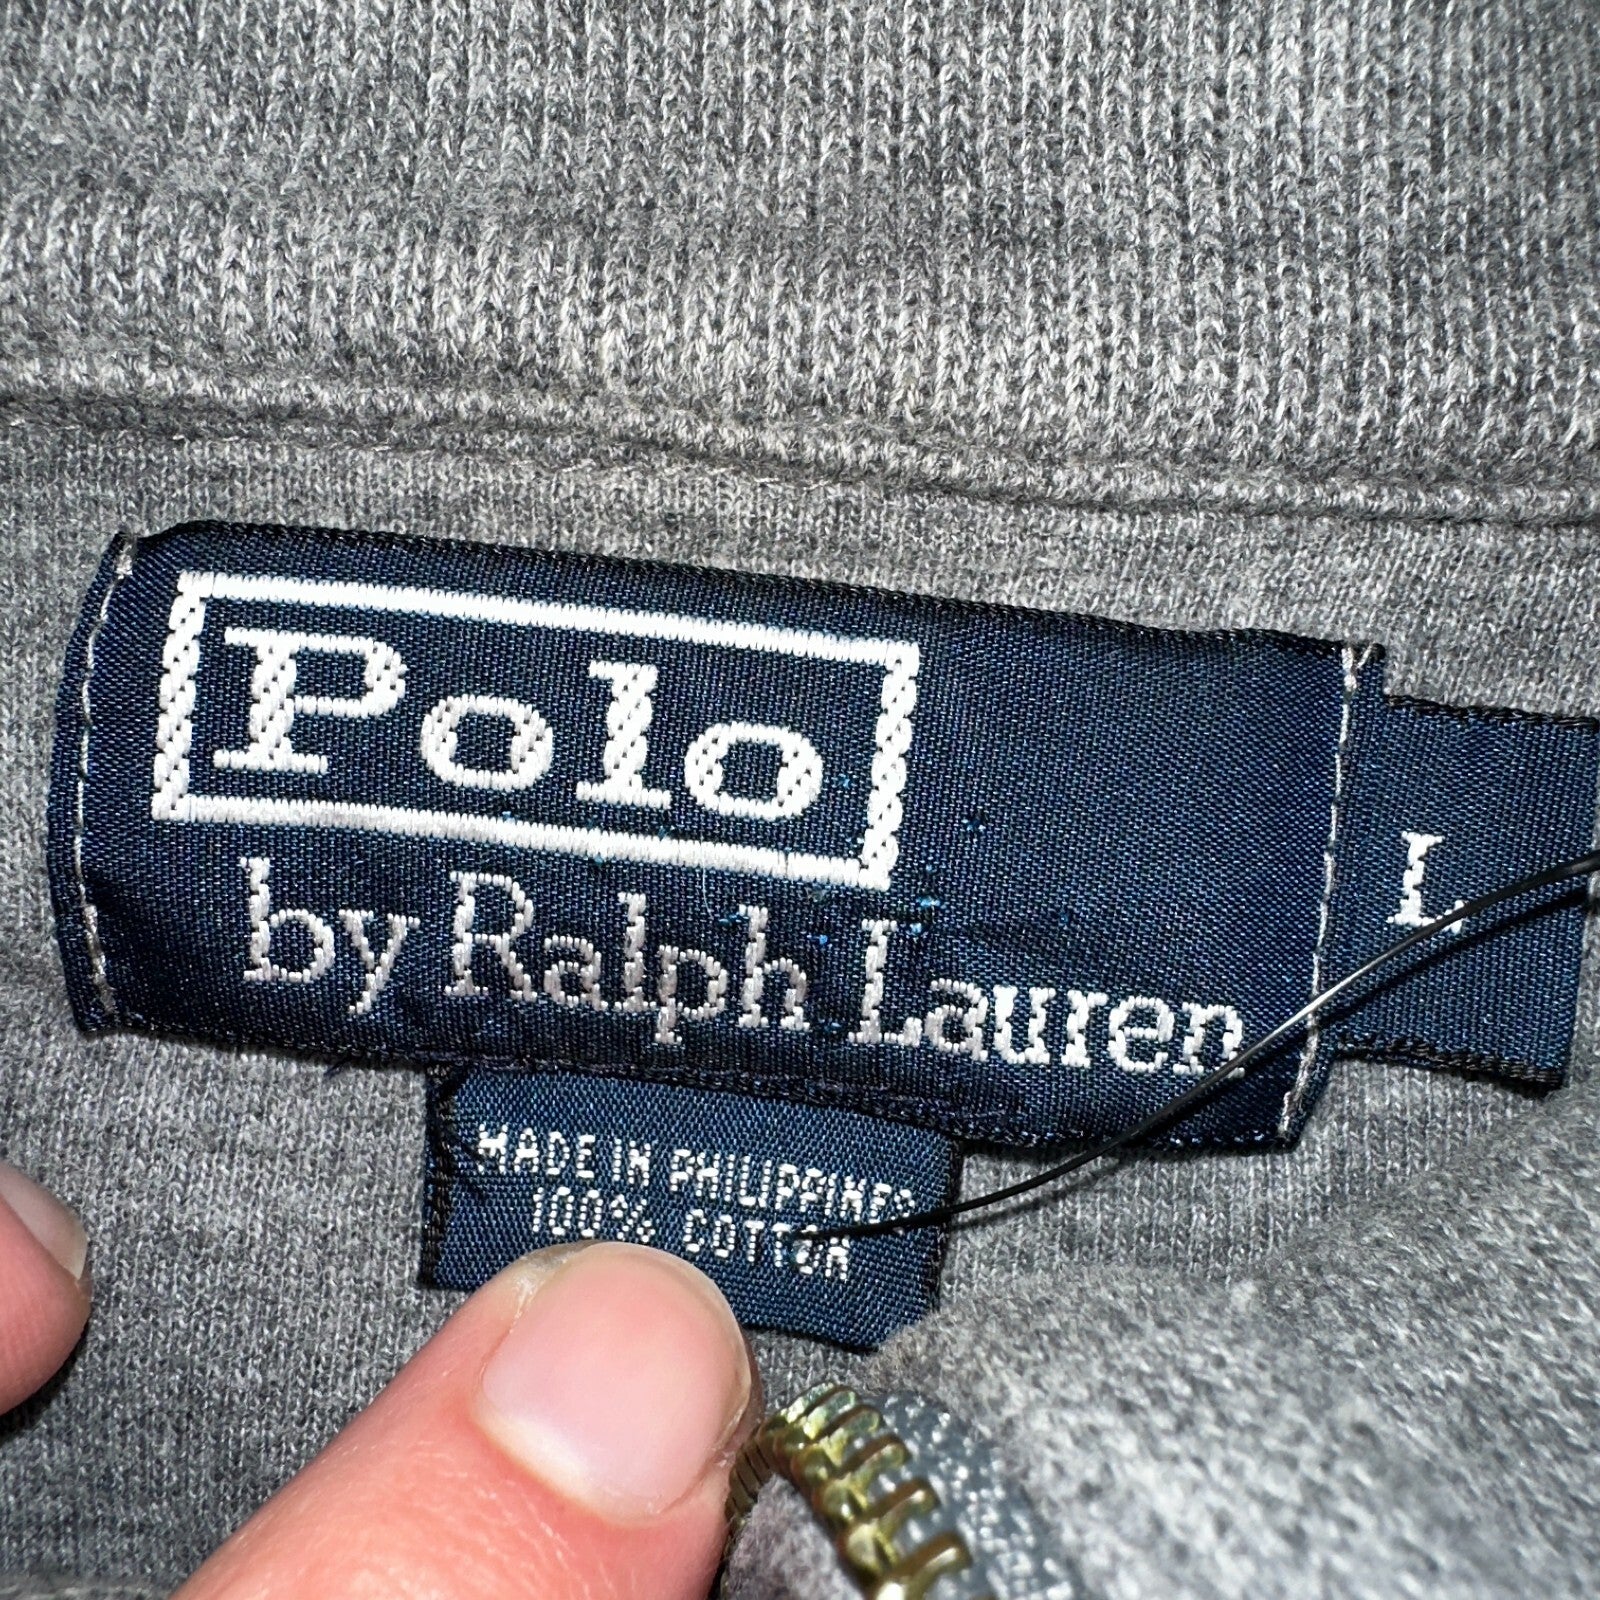 Polo
by Ralph Lauren
L
MADE IN PHILIPPINES
100% COTTON